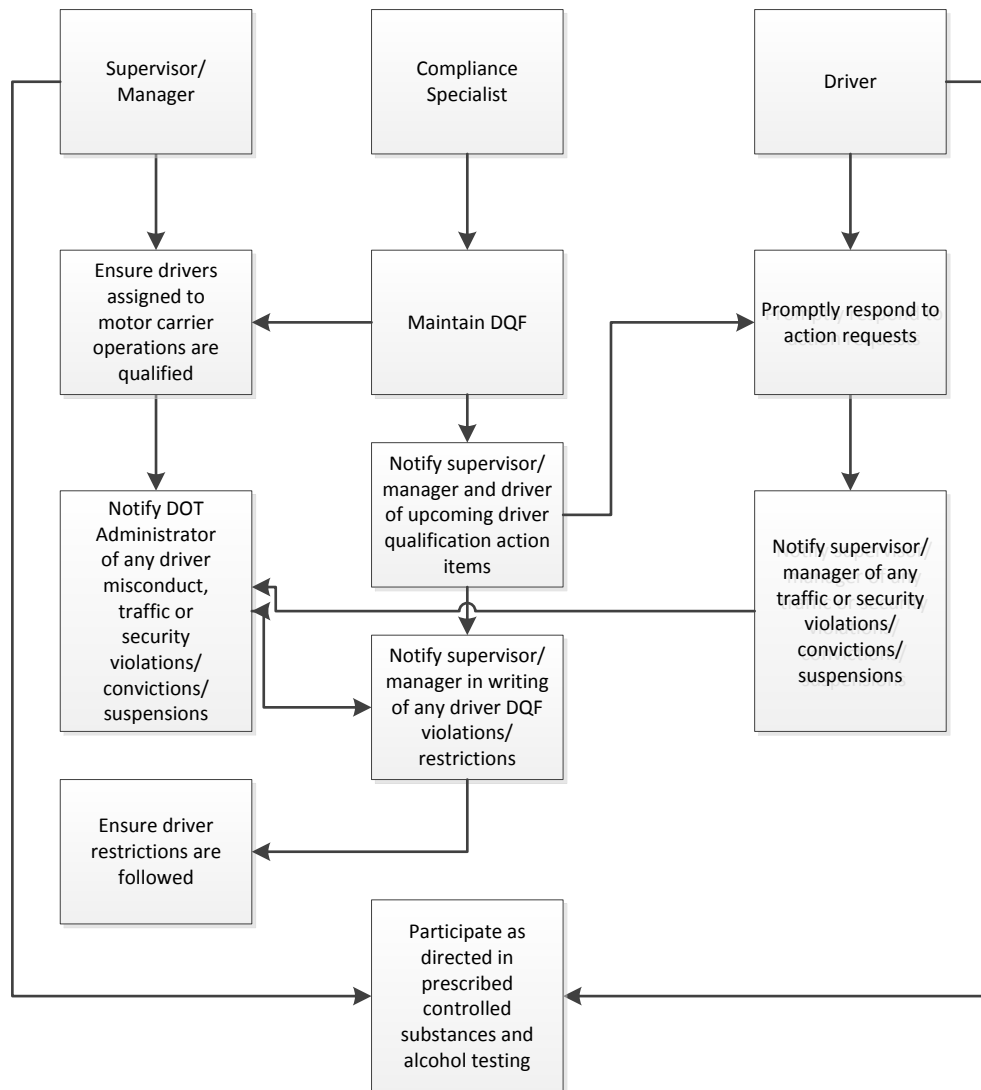 Supervisor/
Manager
Compliance
Specialist
Driver
Ensure drivers
assigned to
motor carrier
operations are
qualified
Maintain DQF
Promptly respond to
action requests
Notify supervisor/
manager and driver
of upcoming driver
qualification action
items
Notify DOT
Administrator
of any driver
misconduct,
traffic or
security
violations/
convictions/
suspensions
Notify supervisor/
manager of any
traffic or security
violations/
convictions/
suspensions
Notify supervisor/
manager in writing
of any driver DQF
violations/
restrictions
Ensure driver
restrictions are
followed
Participate as
directed in
prescribed
controlled
substances and
alcohol testing